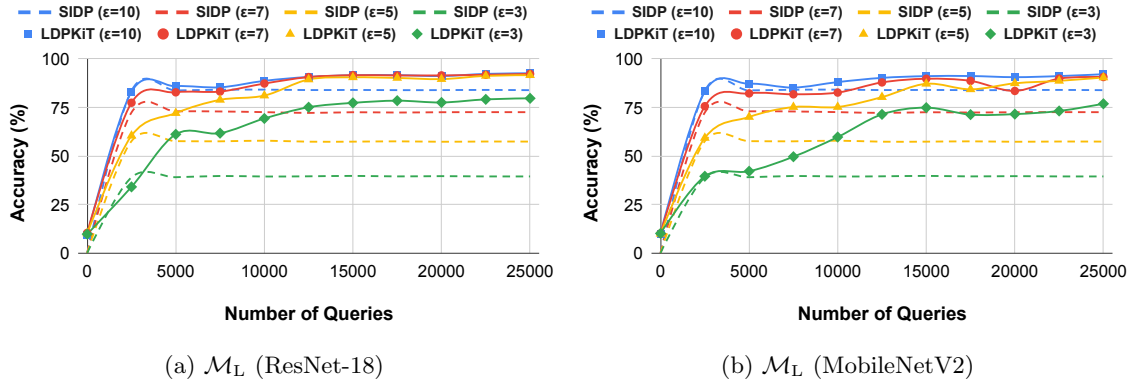 SIDP (ε=10) SIDP (ε=7) SIDP (ε=5) SIDP (ε=3)
LDPKiT (ε=10) LDPKiT (ε=7) LDPKiT (ε=5) LDPKiT (ε=3)
100
75
50
25
0
Accuracy (%)
0 5000 10000 15000 20000 25000
Number of Queries
(a) ℳL (ResNet-18)
SIDP (ε=10) SIDP (ε=7) SIDP (ε=5) SIDP (ε=3)
LDPKiT (ε=10) LDPKiT (ε=7) LDPKiT (ε=5) LDPKiT (ε=3)
100
75
50
25
0
Accuracy (%)
0 5000 10000 15000 20000 25000
Number of Queries
(b) ℳL (MobileNetV2)